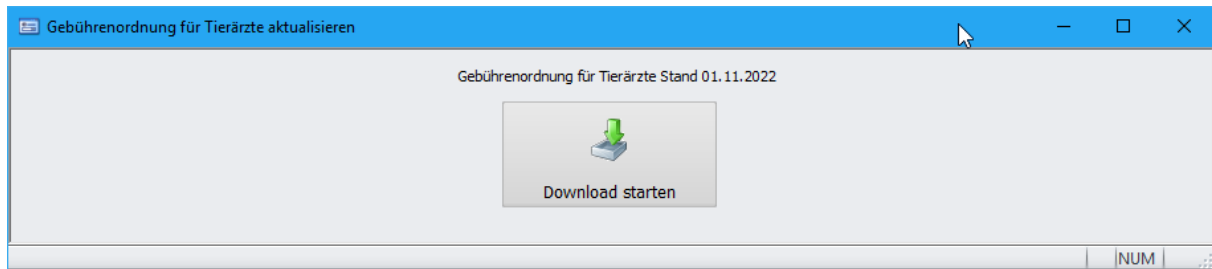 Gebührenordnung für Tierärzte aktualisieren
Gebührenordnung für Tierärzte Stand 01.11.2022
Download starten
NUM